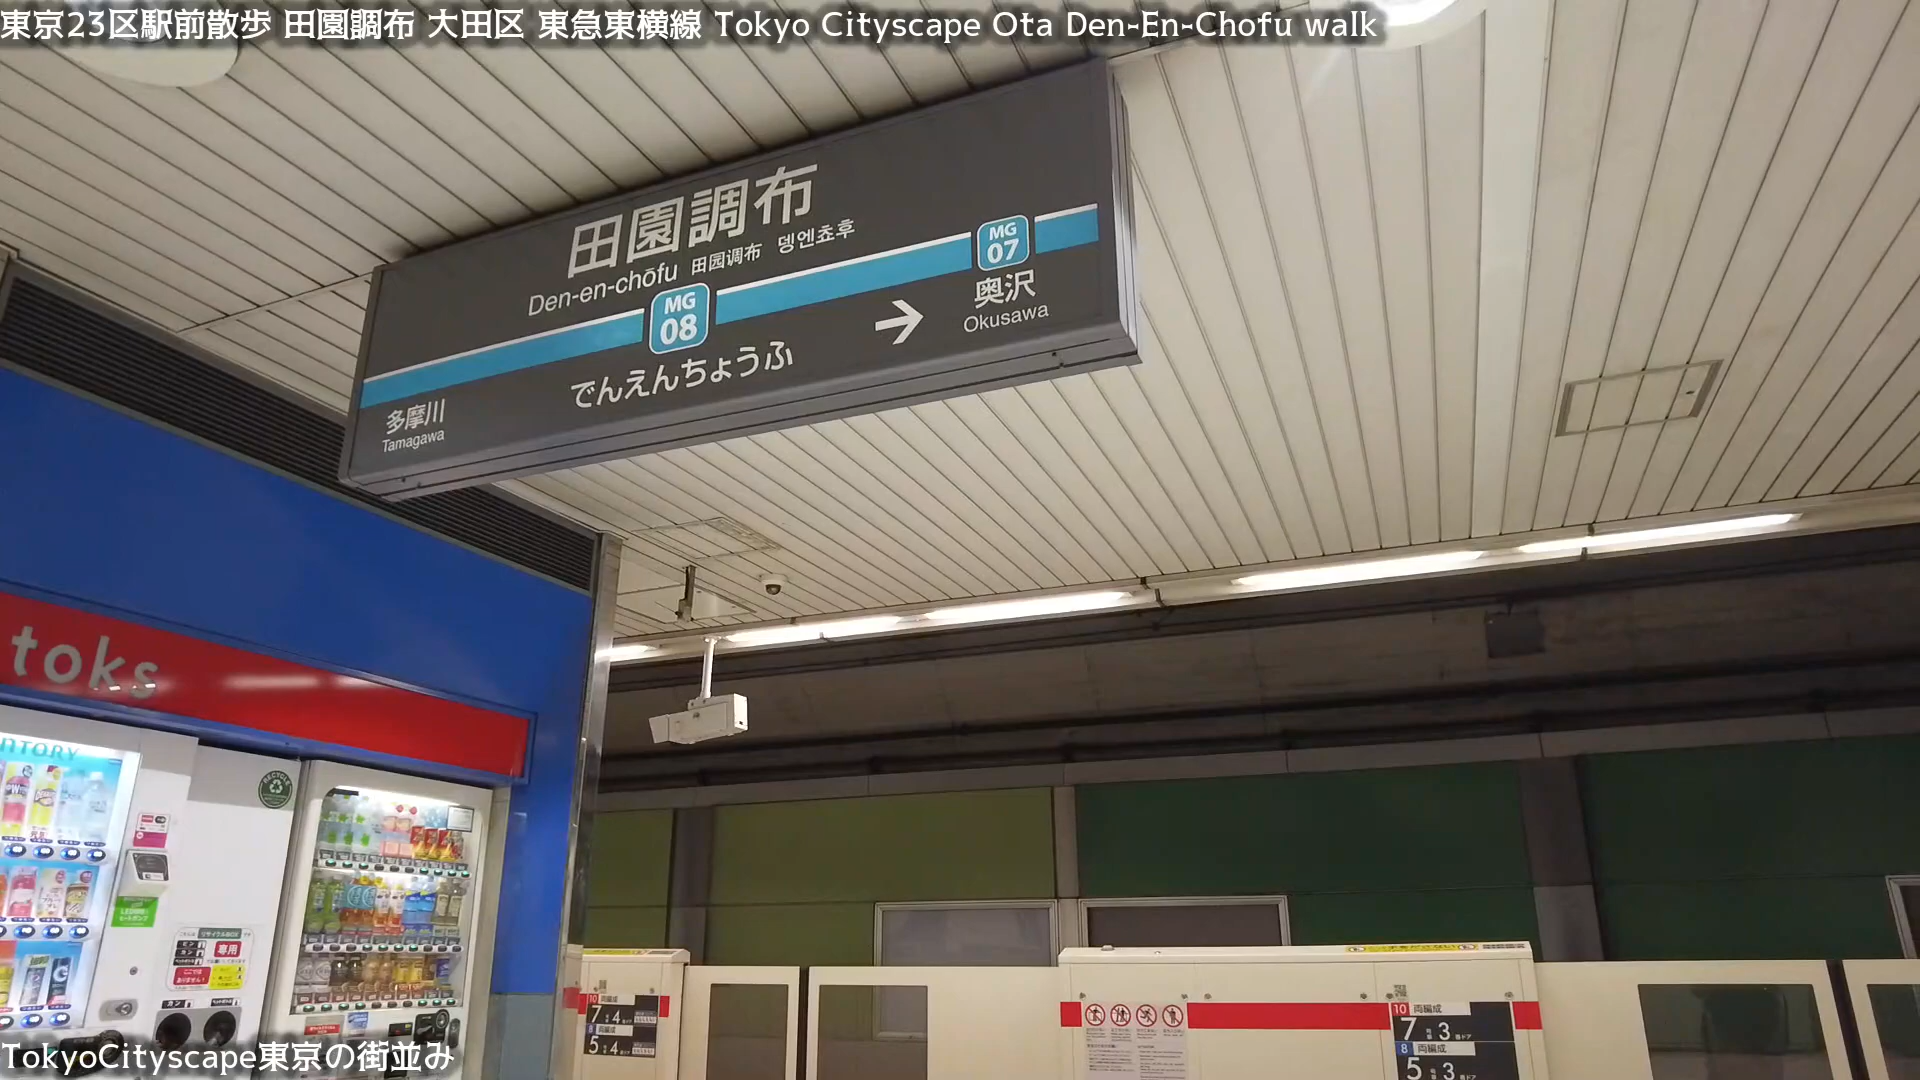 東京23区駅前散歩 田園調布 大田区 東急東横線 Tokyo Cityscape Ota Den-En-Chofu walk
田園調布
Den-en-chōfu 田园调布 뎅엔쵸후
MG
08
でんえんちょうふ
MG
07
奥沢
Okusawa
多摩川
Tamagawa
toks
NTORY
RECYCLE
専用
カン
10 両編成
7 4
8 両編成
5 4
10 両編成
7 3
8 両編成
5 3
TokyoCityscape東京の街並み